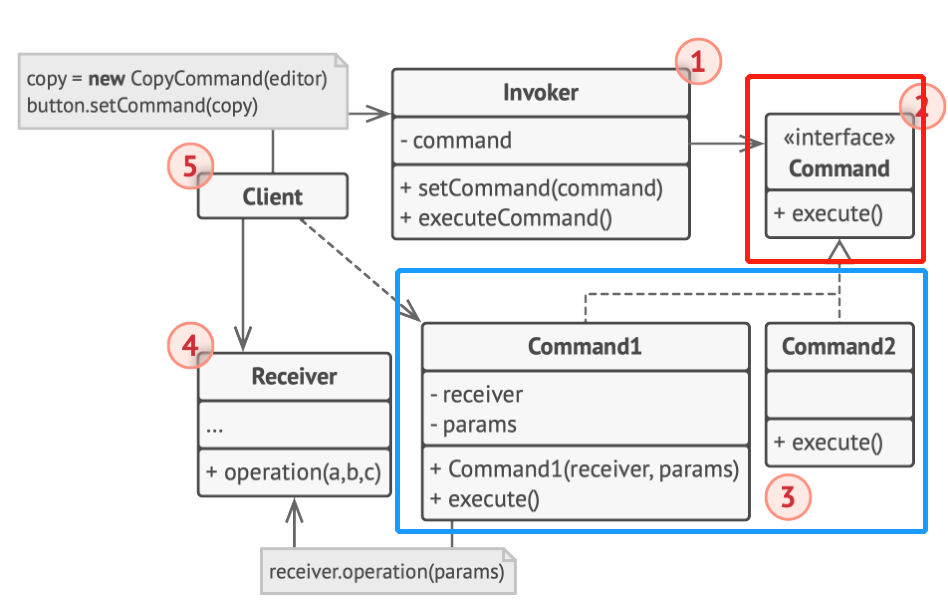 copy = new CopyCommand(editor)
button.setCommand(copy)
1
Invoker
- command
+ setCommand(command)
+ executeCommand()
2
«interface»
Command
+ execute()
5
Client
4
Receiver
...
+ operation(a,b,c)
Command1
- receiver
- params
+ Command1(receiver, params)
+ execute()
Command2
+ execute()
3
receiver.operation(params)